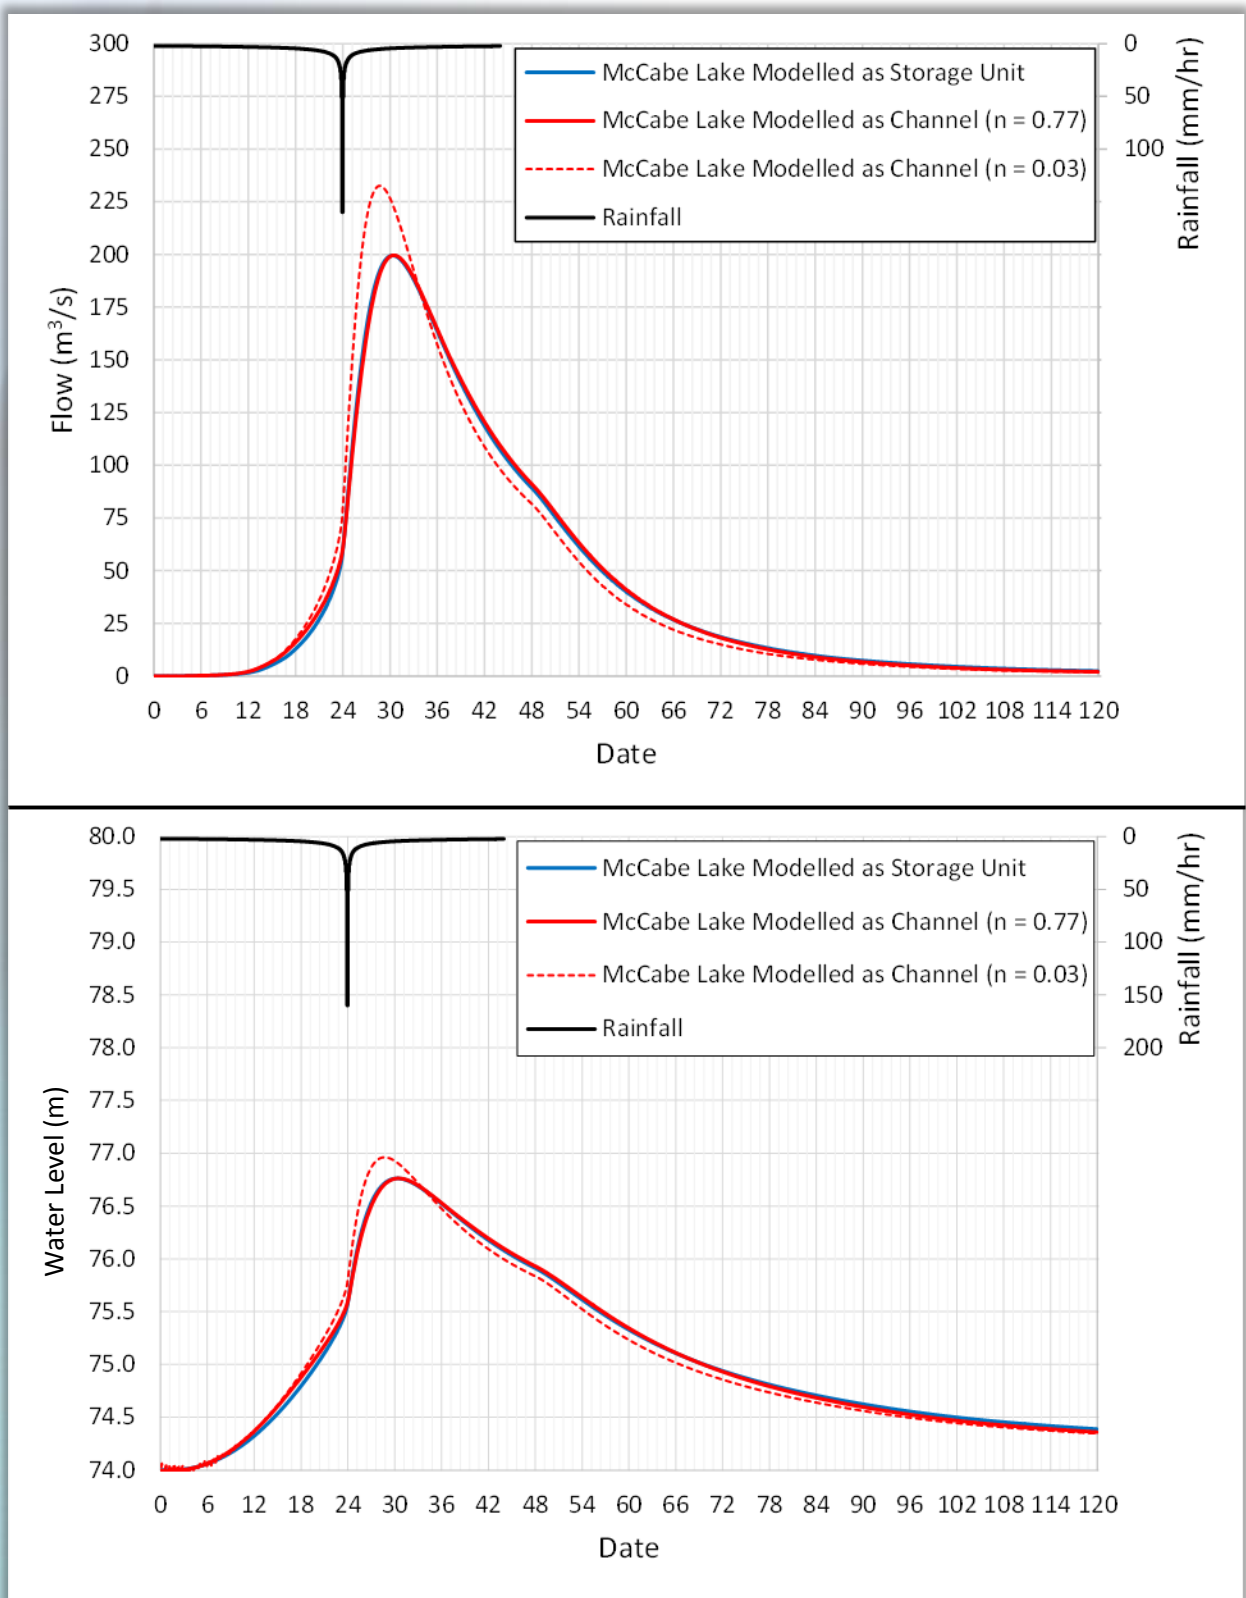 300
275
250
225
200
175
150
125
100
75
50
25
0
Flow (m³/s)
0
50
100
Rainfall (mm/hr)
McCabe Lake Modelled as Storage Unit
McCabe Lake Modelled as Channel (n = 0.77)
McCabe Lake Modelled as Channel (n = 0.03)
Rainfall
0 6 12 18 24 30 36 42 48 54 60 66 72 78 84 90 96 102 108 114 120
Date
80.0
79.5
79.0
78.5
78.0
77.5
77.0
76.5
76.0
75.5
75.0
74.5
74.0
Water Level (m)
0
50
100
150
200
Rainfall (mm/hr)
McCabe Lake Modelled as Storage Unit
McCabe Lake Modelled as Channel (n = 0.77)
McCabe Lake Modelled as Channel (n = 0.03)
Rainfall
0 6 12 18 24 30 36 42 48 54 60 66 72 78 84 90 96 102 108 114 120
Date